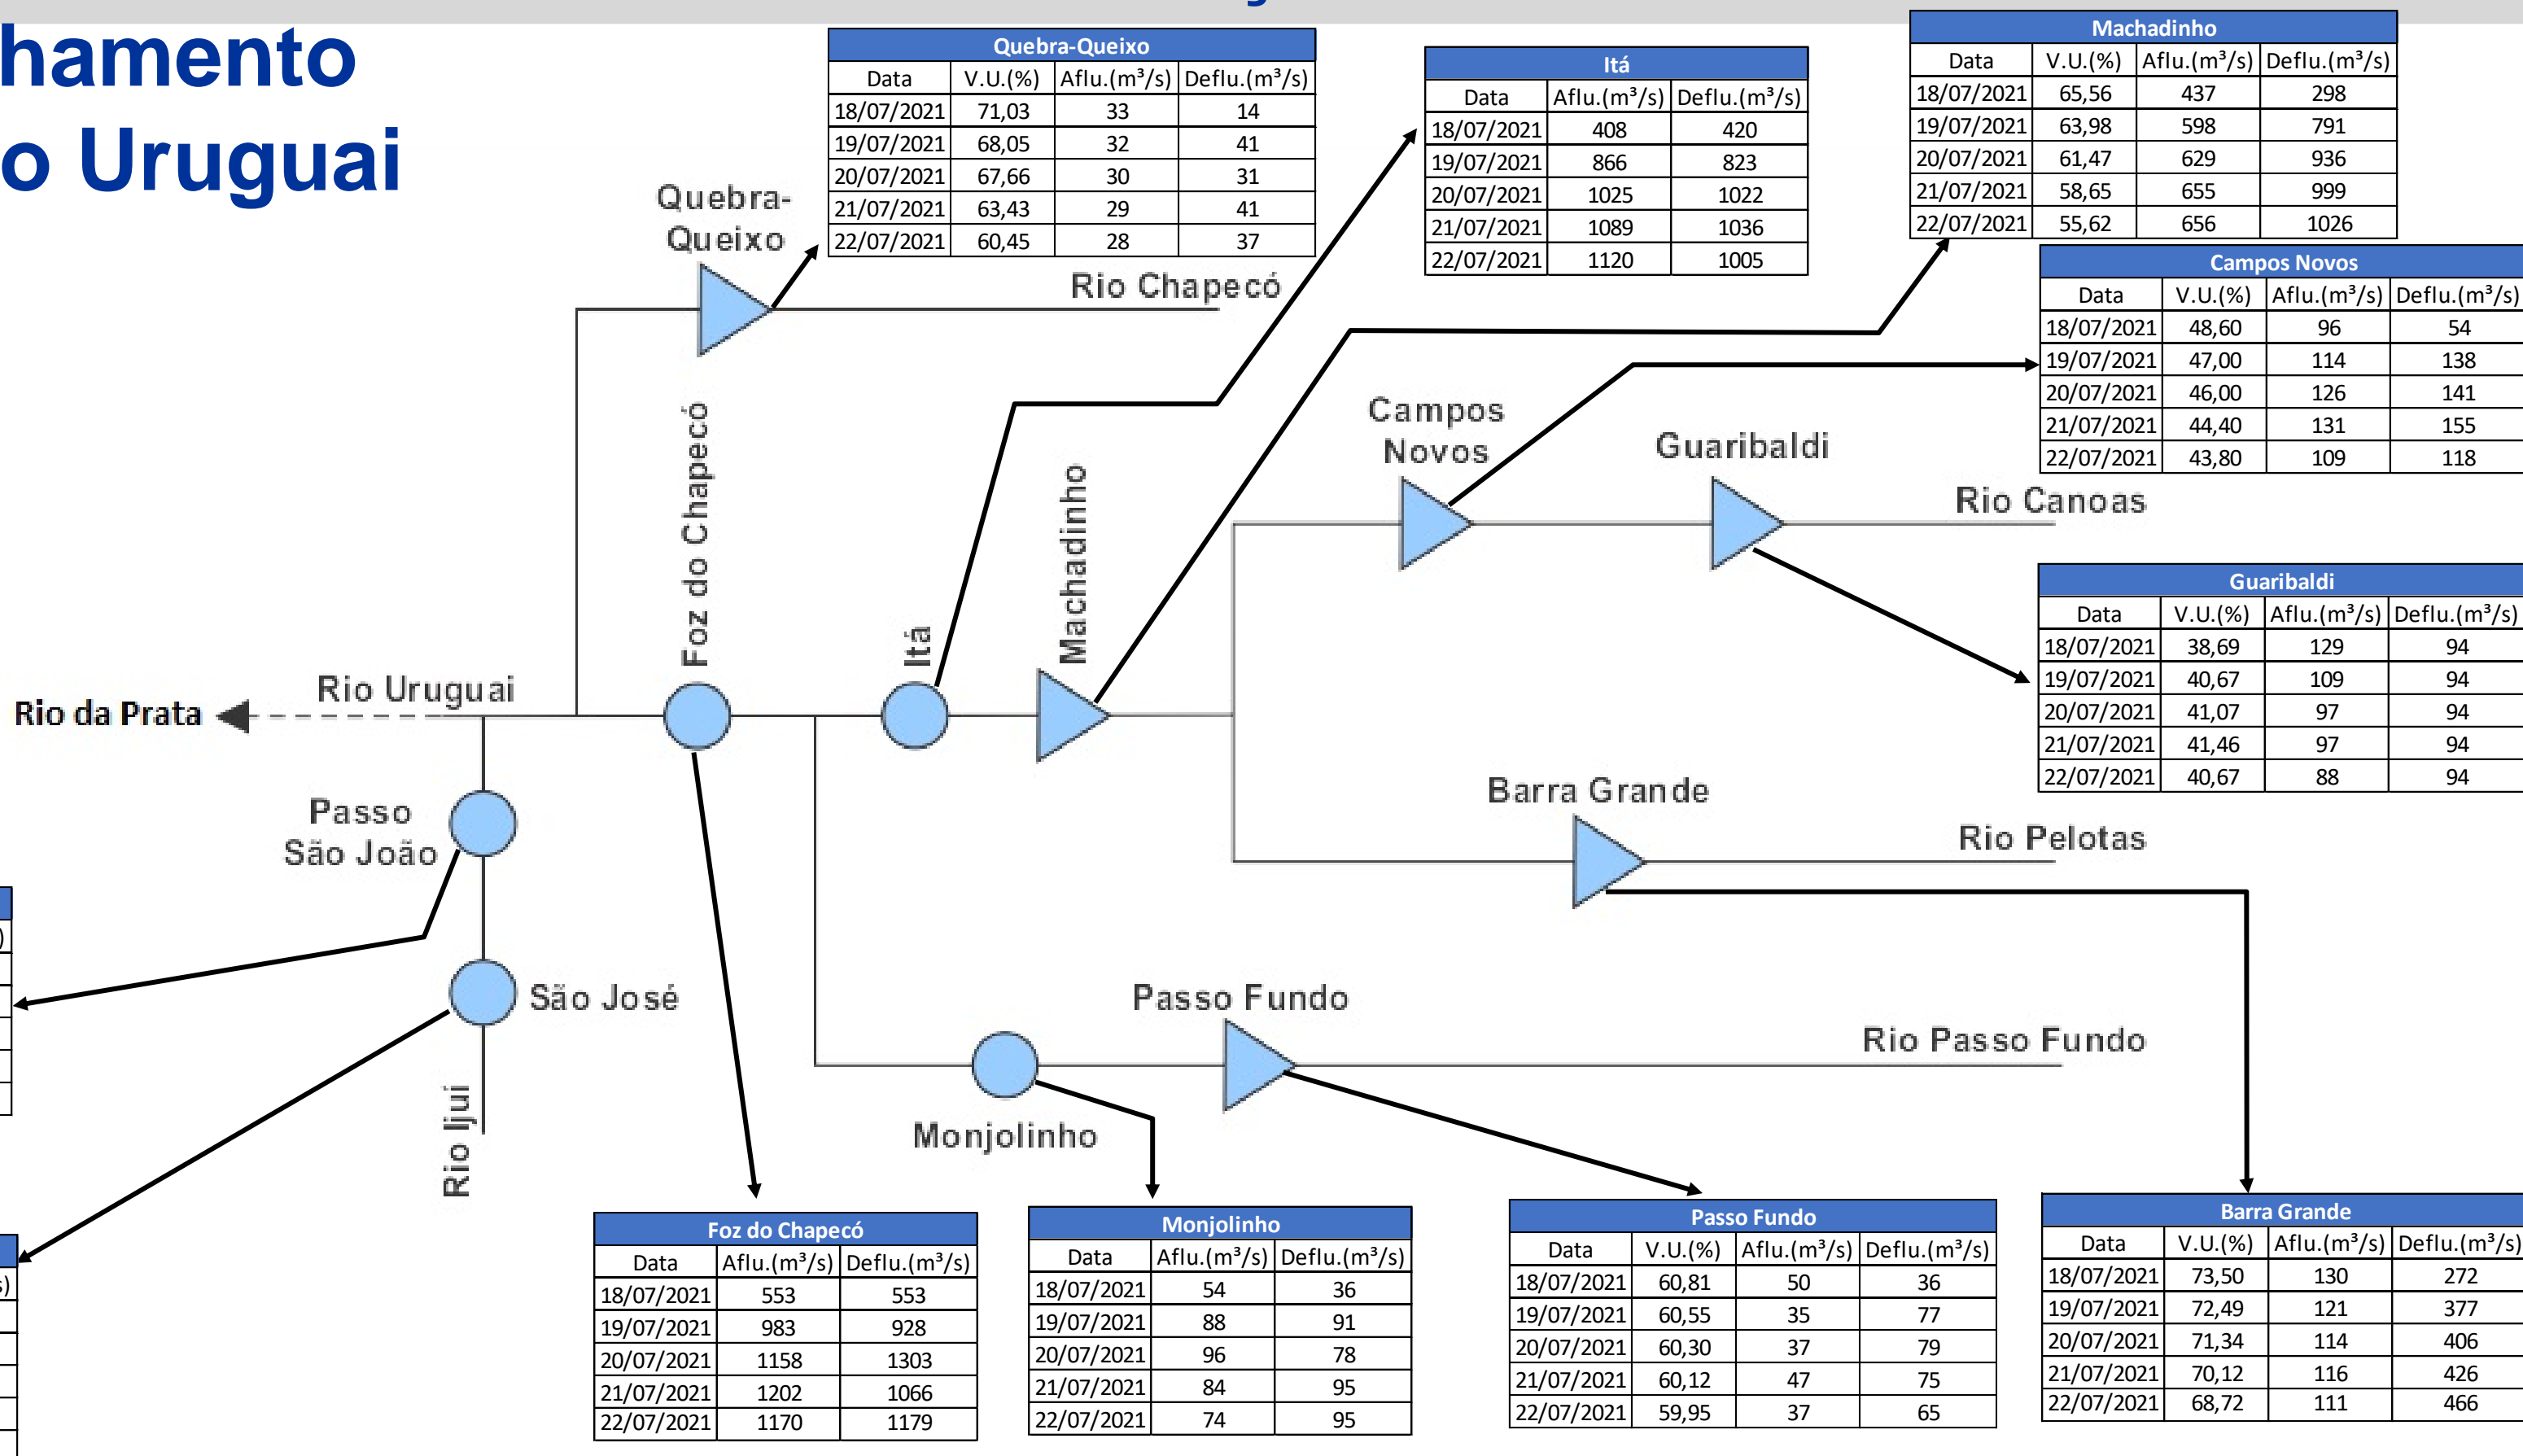 hamento
o Uruguai
Quebra-Queixo
Data V.U.(%) Aflu.(m³/s) Deflu.(m³/s)
18/07/2021 71,03 33 14
19/07/2021 68,05 32 41
20/07/2021 67,66 30 31
21/07/2021 63,43 29 41
22/07/2021 60,45 28 37
Itá
Data Aflu.(m³/s) Deflu.(m³/s)
18/07/2021 408 420
19/07/2021 866 823
20/07/2021 1025 1022
21/07/2021 1089 1036
22/07/2021 1120 1005
Machadinho
Data V.U.(%) Aflu.(m³/s) Deflu.(m³/s)
18/07/2021 65,56 437 298
19/07/2021 63,98 598 791
20/07/2021 61,47 629 936
21/07/2021 58,65 655 999
22/07/2021 55,62 656 1026
Campos Novos
Data V.U.(%) Aflu.(m³/s) Deflu.(m³/s)
18/07/2021 48,60 96 54
19/07/2021 47,00 114 138
20/07/2021 46,00 126 141
21/07/2021 44,40 131 155
22/07/2021 43,80 109 118
Quebra-
Queixo
Rio Chapecó
Foz do Chapecó
Itá
Machadinho
Campos
Novos
Guaribaldi
Rio Canoas
Guaribaldi
Data V.U.(%) Aflu.(m³/s) Deflu.(m³/s)
18/07/2021 38,69 129 94
19/07/2021 40,67 109 94
20/07/2021 41,07 97 94
21/07/2021 41,46 97 94
22/07/2021 40,67 88 94
Rio Uruguai
Rio da Prata
Passo
São João
Barra Grande
Rio Pelotas
São José
Passo Fundo
Rio Passo Fundo
Monjolinho
Rio Ijui
Foz do Chapecó
Data Aflu.(m³/s) Deflu.(m³/s)
18/07/2021 553 553
19/07/2021 983 928
20/07/2021 1158 1303
21/07/2021 1202 1066
22/07/2021 1170 1179
Monjolinho
Data Aflu.(m³/s) Deflu.(m³/s)
18/07/2021 54 36
19/07/2021 88 91
20/07/2021 96 78
21/07/2021 84 95
22/07/2021 74 95
Passo Fundo
Data V.U.(%) Aflu.(m³/s) Deflu.(m³/s)
18/07/2021 60,81 50 36
19/07/2021 60,55 35 77
20/07/2021 60,30 37 79
21/07/2021 60,12 47 75
22/07/2021 59,95 37 65
Barra Grande
Data V.U.(%) Aflu.(m³/s) Deflu.(m³/s)
18/07/2021 73,50 130 272
19/07/2021 72,49 121 377
20/07/2021 71,34 114 406
21/07/2021 70,12 116 426
22/07/2021 68,72 111 466